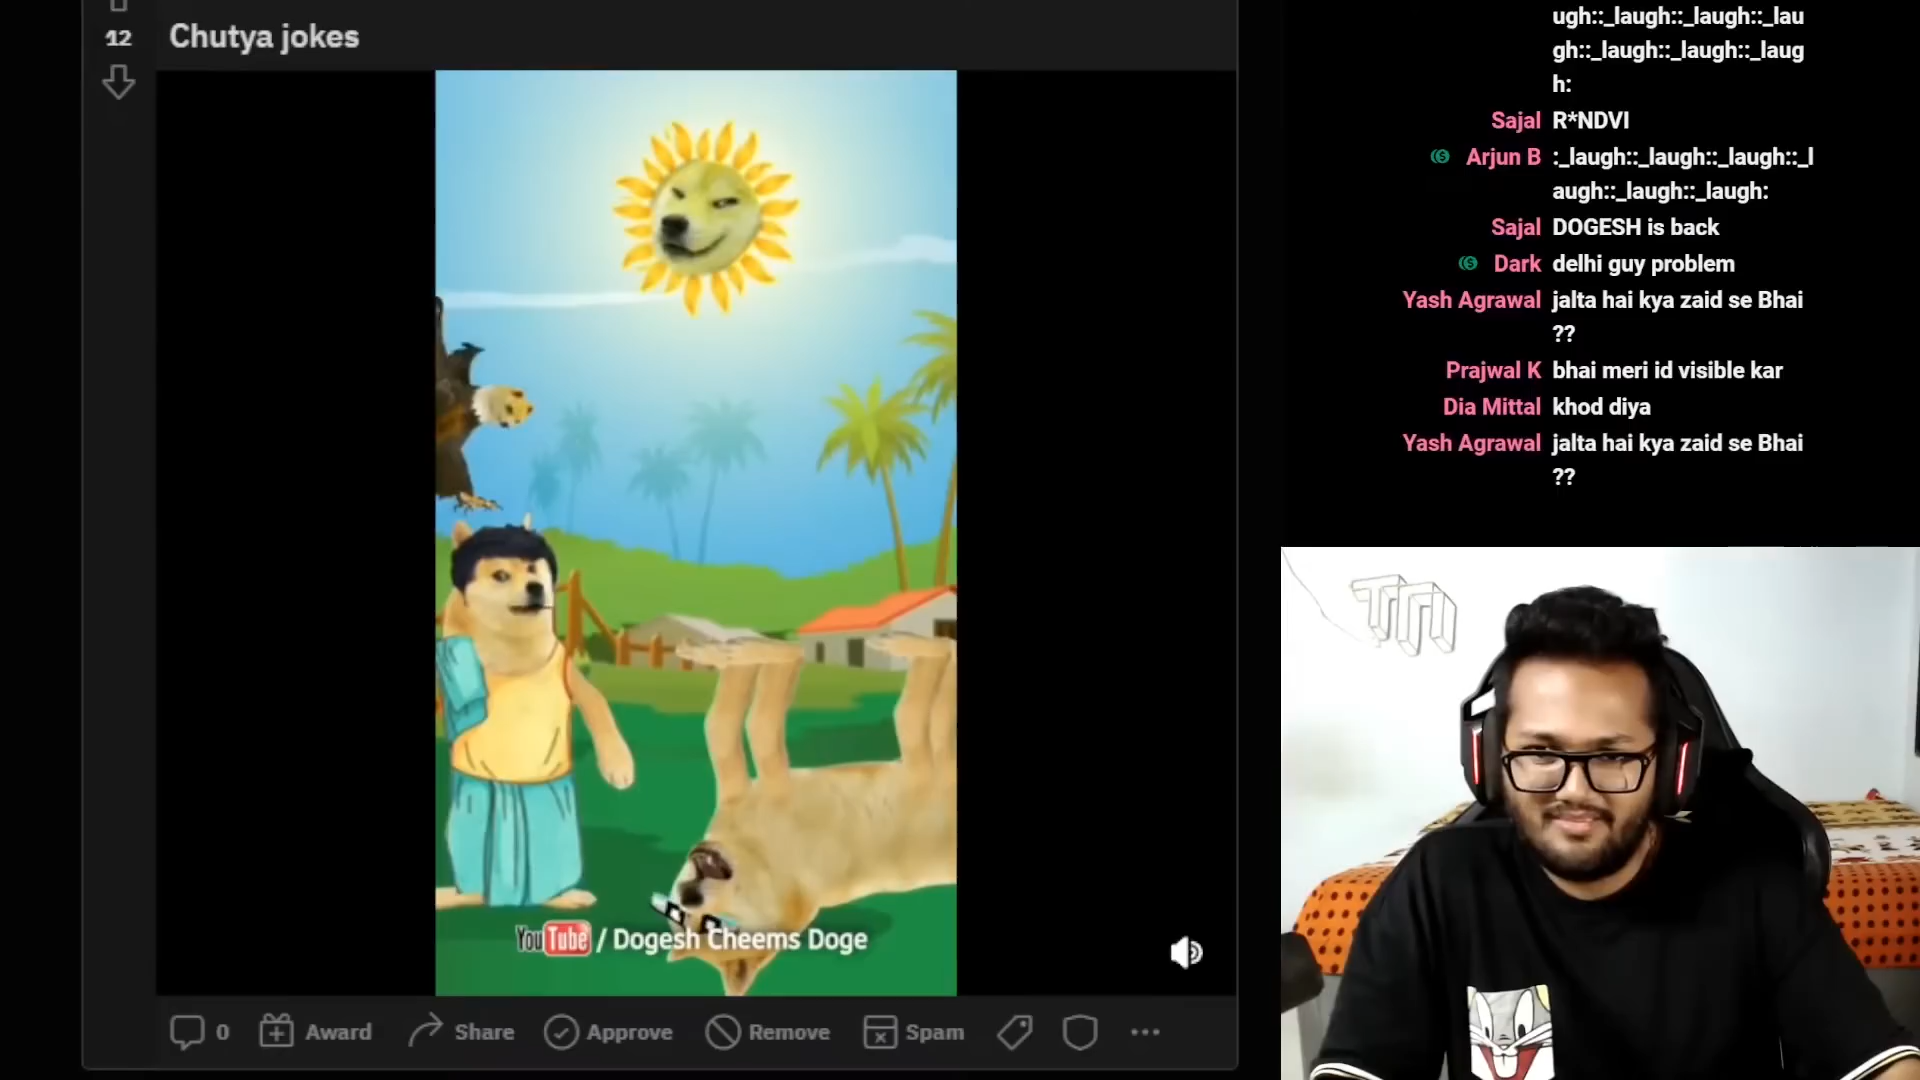 12
Chutya jokes
YouTube / Dogesh Cheems Doge
0
Award
Share
Approve
Remove
Spam
ugh::_laugh::_laugh::_lau
gh::_laugh::_laugh::_laug
h:
Sajal R*NDVI
Arjun B :_laugh::_laugh::_laugh::_l
augh::_laugh::_laugh:
Sajal DOGESH is back
Dark delhi guy problem
Yash Agrawal jalta hai kya zaid se Bhai
??
Prajwal K bhai meri id visible kar
Dia Mittal khod diya
Yash Agrawal jalta hai kya zaid se Bhai
??